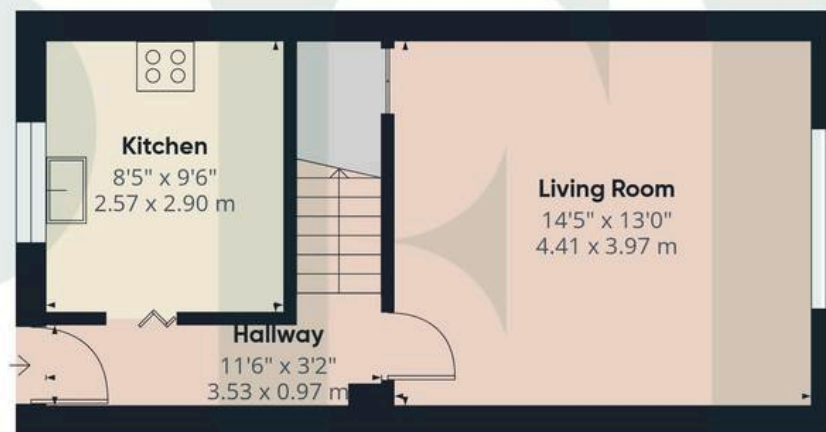 Kitchen
8'5" x 9'6"
2.57 x 2.90 m
Living Room
14'5" x 13'0"
4.41 x 3.97 m
Hallway
11'6" x 3'2"
3.53 x 0.97 m